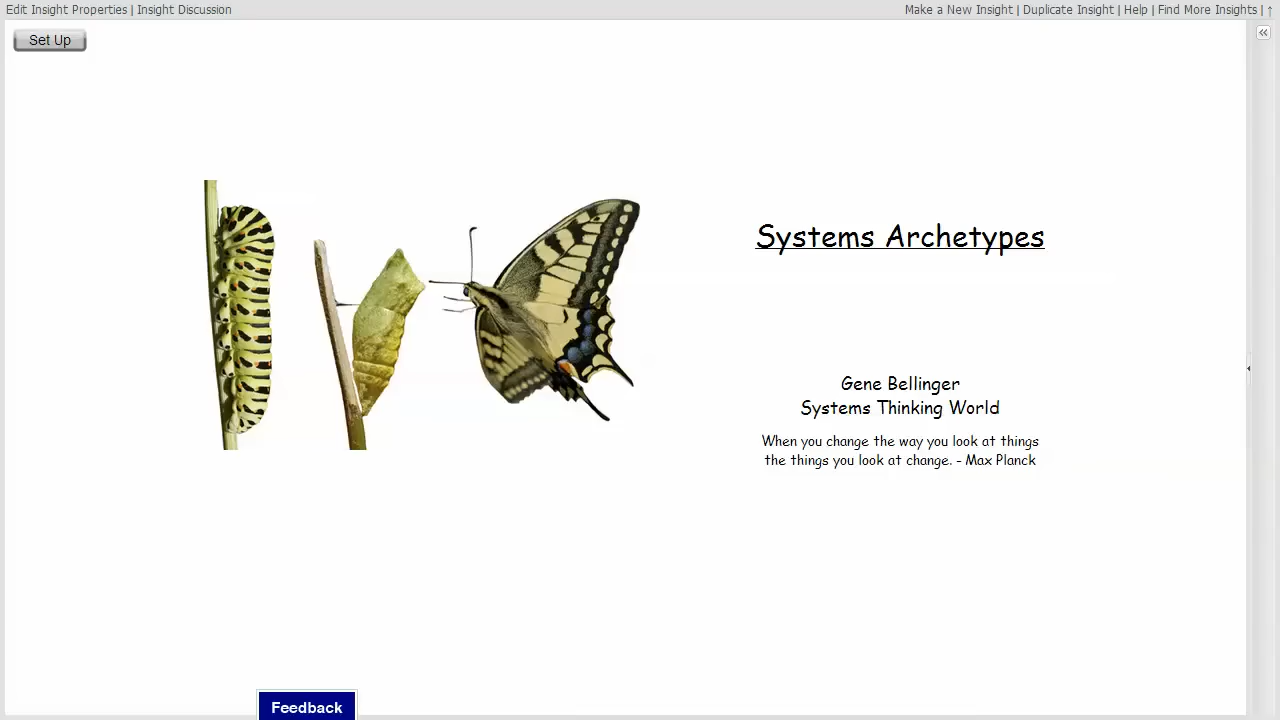 Edit Insight Properties | Insight Discussion
Make a New Insight | Duplicate Insight | Help | Find More Insights | ↑
Set Up
«
Systems Archetypes
Gene Bellinger
Systems Thinking World
When you change the way you look at things
the things you look at change. - Max Planck
Feedback